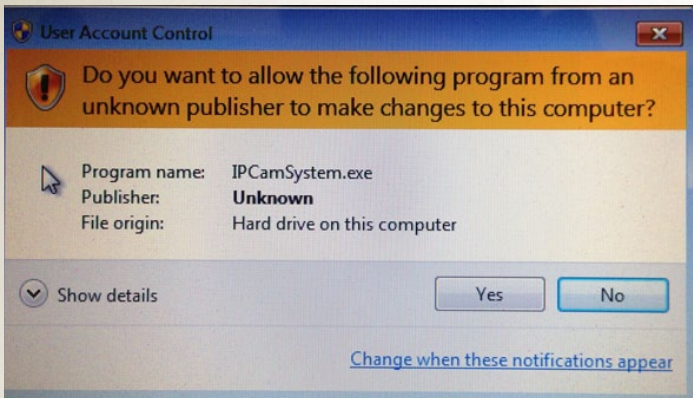 User Account Control
Do you want to allow the following program from an
unknown publisher to make changes to this computer?
Program name: IPCamSystem.exe
Publisher: Unknown
File origin: Hard drive on this computer
Show details
Yes
No
Change when these notifications appear